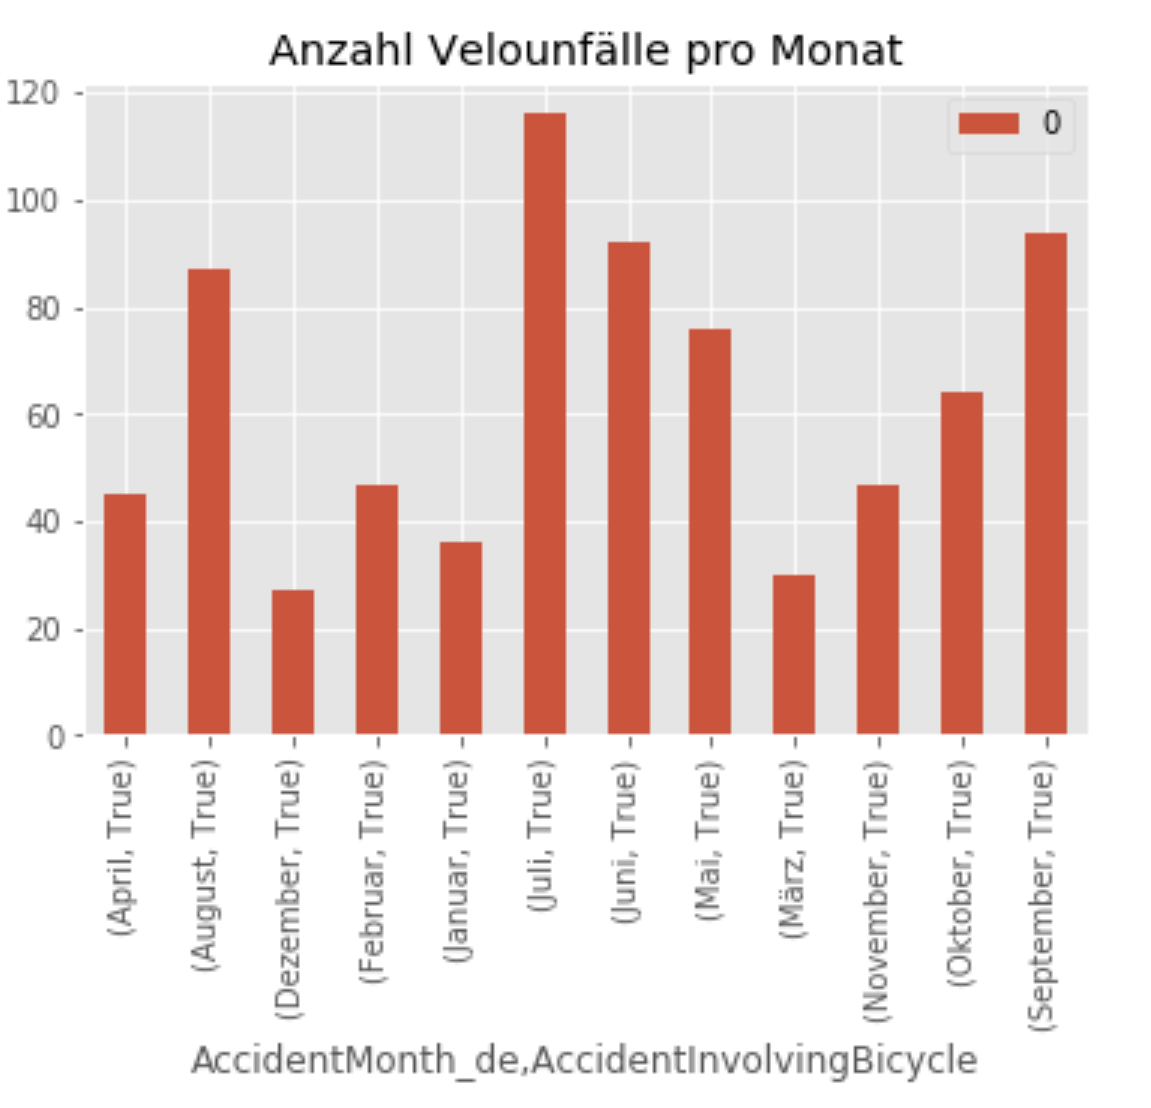 Anzahl Velounfälle pro Monat
120
100
80
60
40
20
0
0
(April, True)
(August, True)
(Dezember, True)
(Februar, True)
(Januar, True)
(Juli, True)
(Juni, True)
(Mai, True)
(März, True)
(November, True)
(Oktober, True)
(September, True)
AccidentMonth_de,AccidentInvolvingBicycle